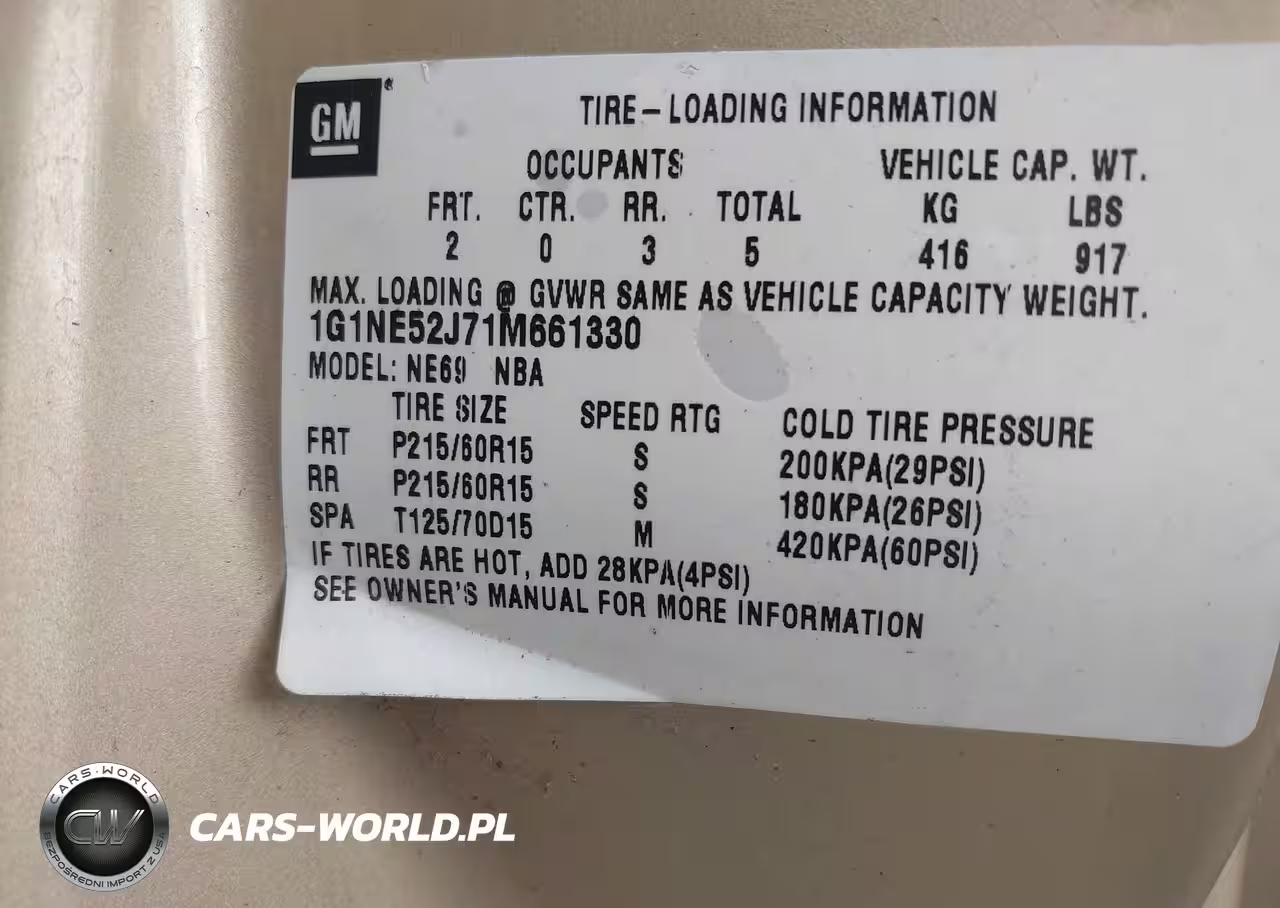 GM
TIRE-LOADING INFORMATION
OCCUPANTS VEHICLE CAP. WT.
FRT. CTR. RR. TOTAL KG LBS
2 0 3 5 416 917
MAX. LOADING @ GVWR SAME AS VEHICLE CAPACITY WEIGHT.
1G1NE52J71M661330
MODEL: NE69 NBA
TIRE SIZE SPEED RTG COLD TIRE PRESSURE
FRT P215/60R15 S 200KPA(29PSI)
RR P215/60R15 S 180KPA(26PSI)
SPA T125/70D15 M 420KPA(60PSI)
IF TIRES ARE HOT, ADD 28KPA(4PSI)
SEE OWNER'S MANUAL FOR MORE INFORMATION
CARS-WORLD
CW
BEZPOŚREDNI IMPORT Z USA
CARS-WORLD.PL